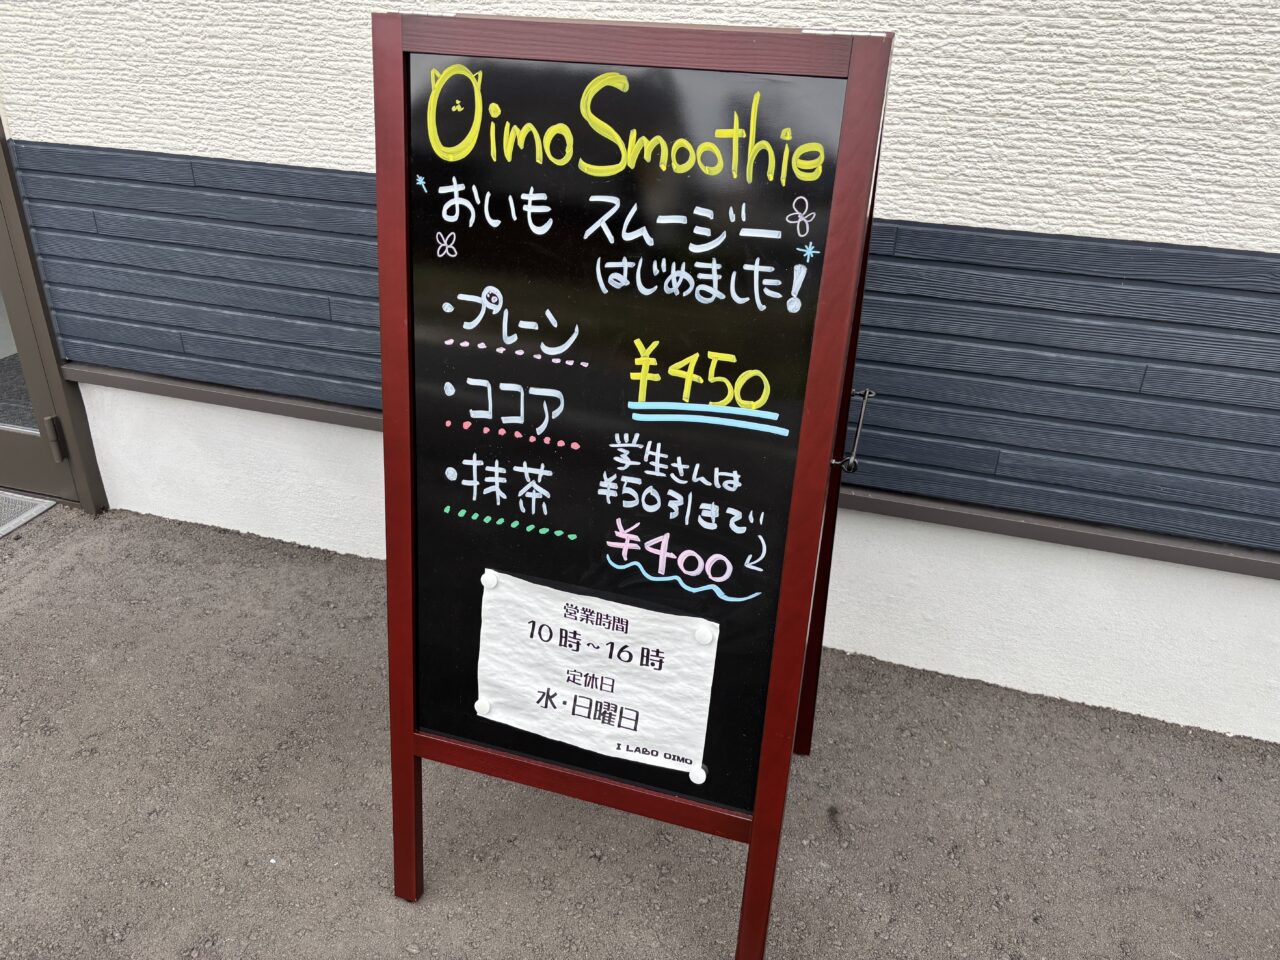 Oimo Smoothie
おいも スムージー
はじめました!
・プレーン
・ココア
・抹茶
¥450
学生さんは
¥50引きで
¥400
営業時間
10時~16時
定休日
水・日曜日
I LABO OIMO